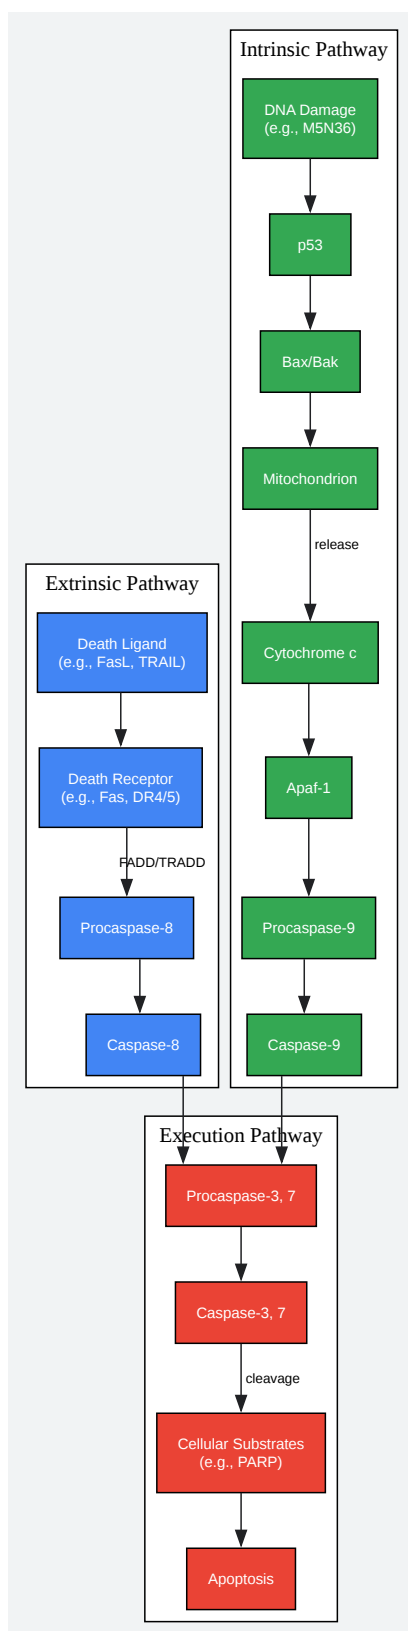 Intrinsic Pathway
DNA Damage
(e.g., M5N36)
p53
Bax/Bak
Mitochondrion
release
Cytochrome c
Apaf-1
Procaspase-9
Caspase-9
Extrinsic Pathway
Death Ligand
(e.g., FasL, TRAIL)
Death Receptor
(e.g., Fas, DR4/5)
FADD/TRADD
Procaspase-8
Caspase-8
Execution Pathway
Procaspase-3, 7
Caspase-3, 7
cleavage
Cellular Substrates
(e.g., PARP)
Apoptosis